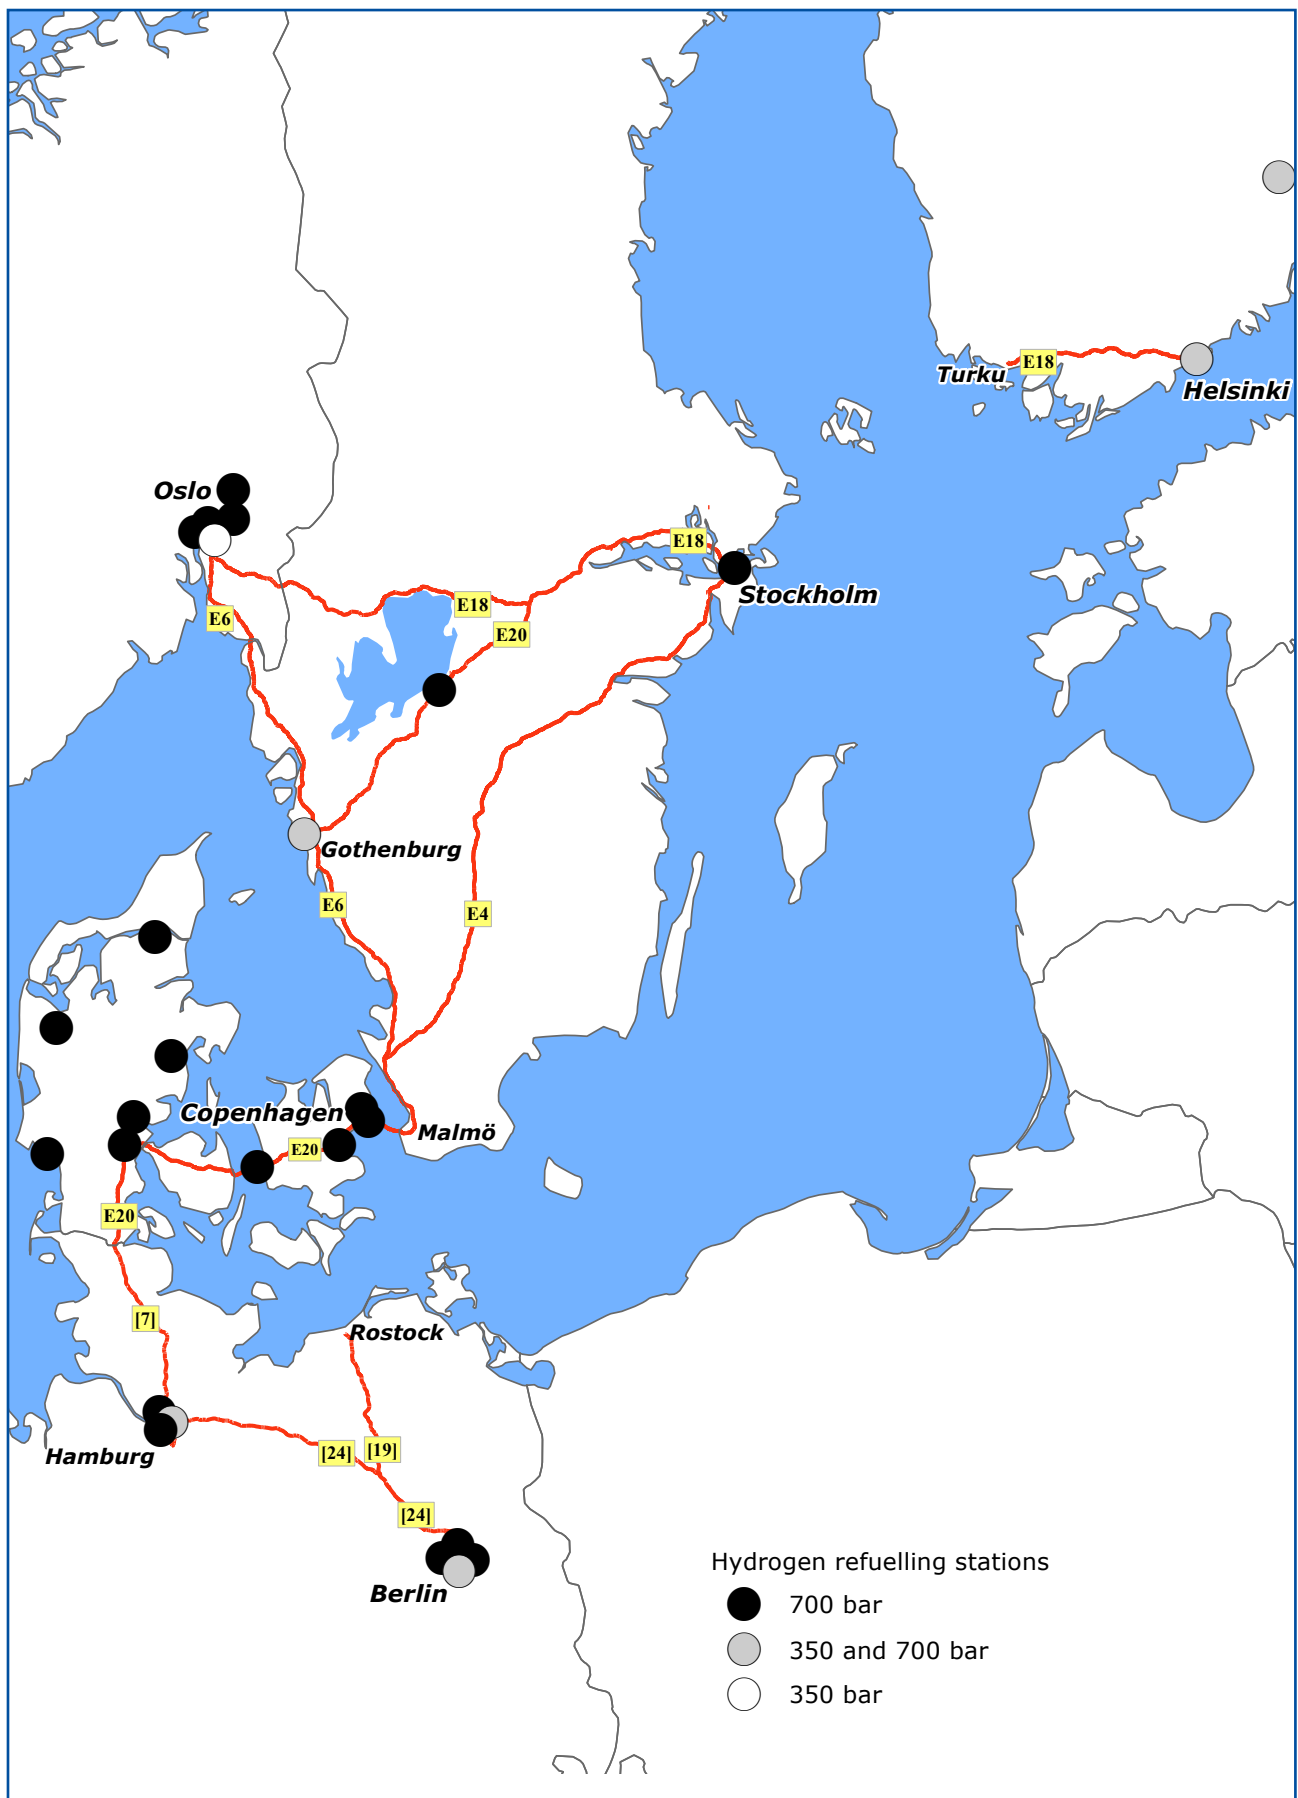 E18
Turku
Helsinki
Oslo
E18
Stockholm
E18
E6
E20
Gothenburg
E6
E4
Copenhagen
Malmö
E20
E20
[7]
Rostock
[24]
[19]
Hamburg
[24]
Berlin
Hydrogen refuelling stations
700 bar
350 and 700 bar
350 bar